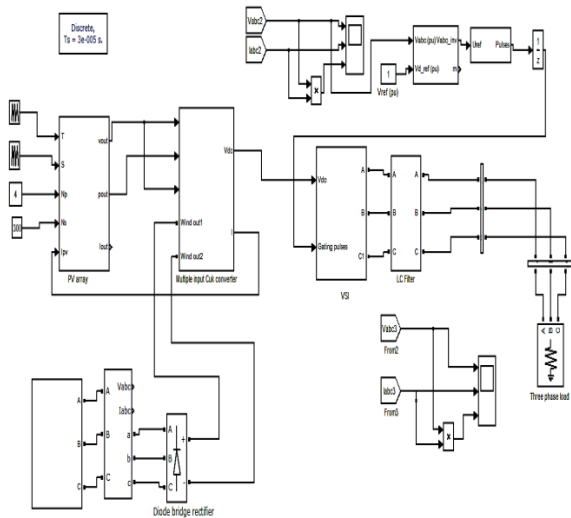 Discrete,
Ts = 3e-005 s.
Vabc2
Iabc2
×
1
Vref (pu)
Vabc (pu)
Vabc_inv
Vd_ref (pu)
m
Uref
Pulses
1
z
T
S
Np
Ns
Ipv
vout
pout
Iout
4
300
PV array
Vdc
Wind out1
Wind out2
I
Multiple input Cuk converter
Vdc
Gating pulses
A
B
C1
VSI
A
B
C
A
B
C
LC Filter
A
B
C
Three phase load
Vabc3
From2
Iabc3
From3
×
A
B
C
A
B
C
Vabc
Iabc
a
b
c
A
B
C
+
-
Diode bridge rectifier